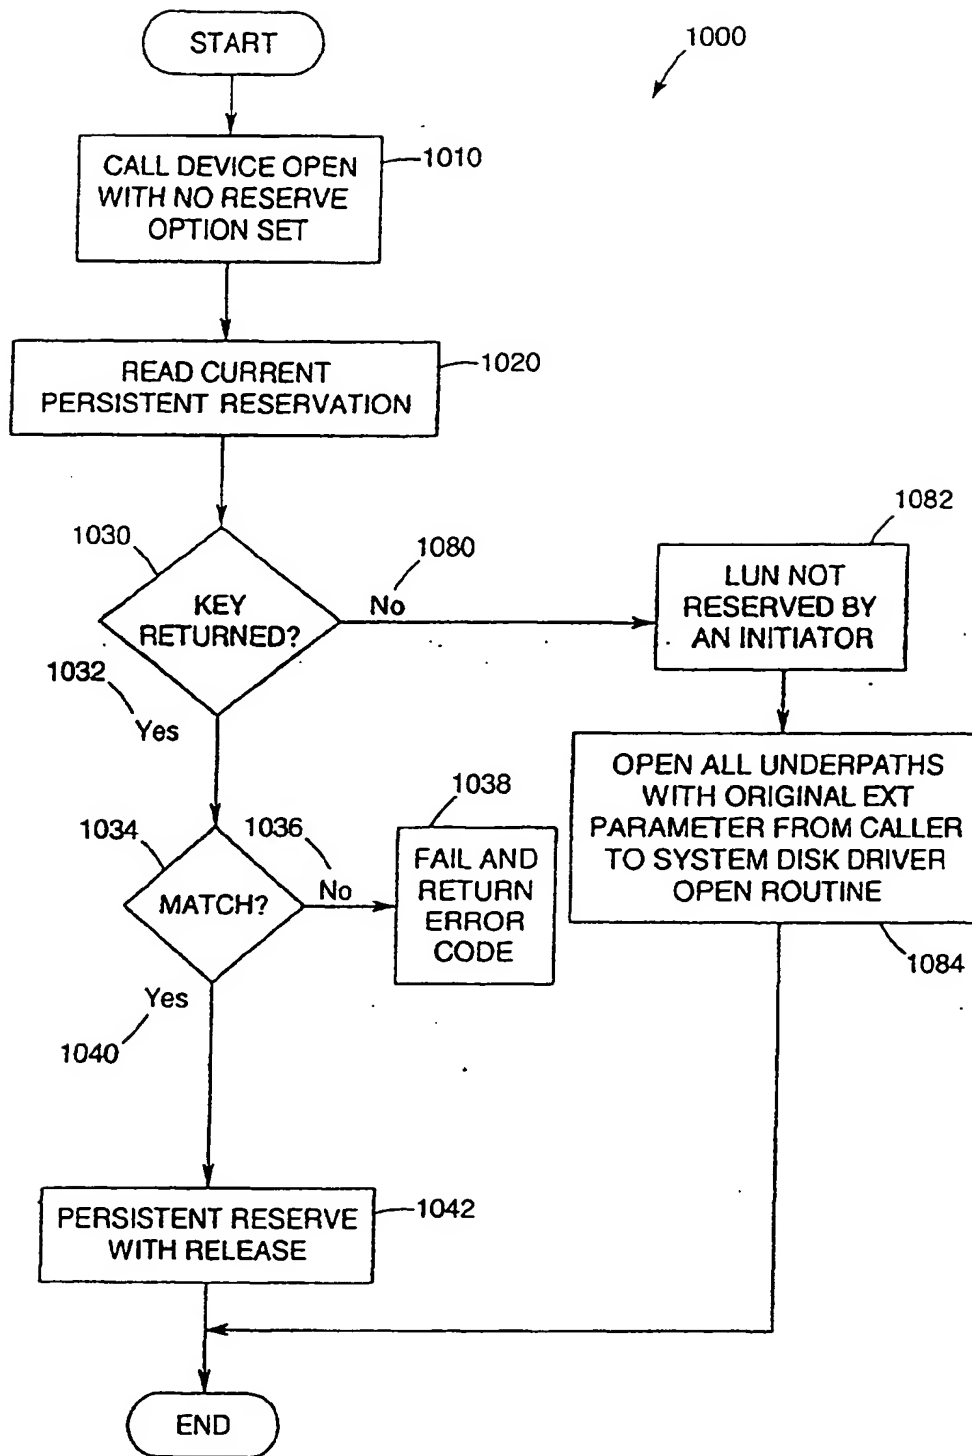 START
1000
CALL DEVICE OPEN
WITH NO RESERVE
OPTION SET
1010
READ CURRENT
PERSISTENT RESERVATION
1020
1030
KEY
RETURNED?
1080
No
1082
LUN NOT
RESERVED BY
AN INITIATOR
1032
Yes
OPEN ALL UNDERPATHS
WITH ORIGINAL EXT
PARAMETER FROM CALLER
TO SYSTEM DISK DRIVER
OPEN ROUTINE
1084
1034
MATCH?
1036
No
1038
FAIL AND
RETURN
ERROR
CODE
Yes
1040
PERSISTENT RESERVE
WITH RELEASE
1042
END